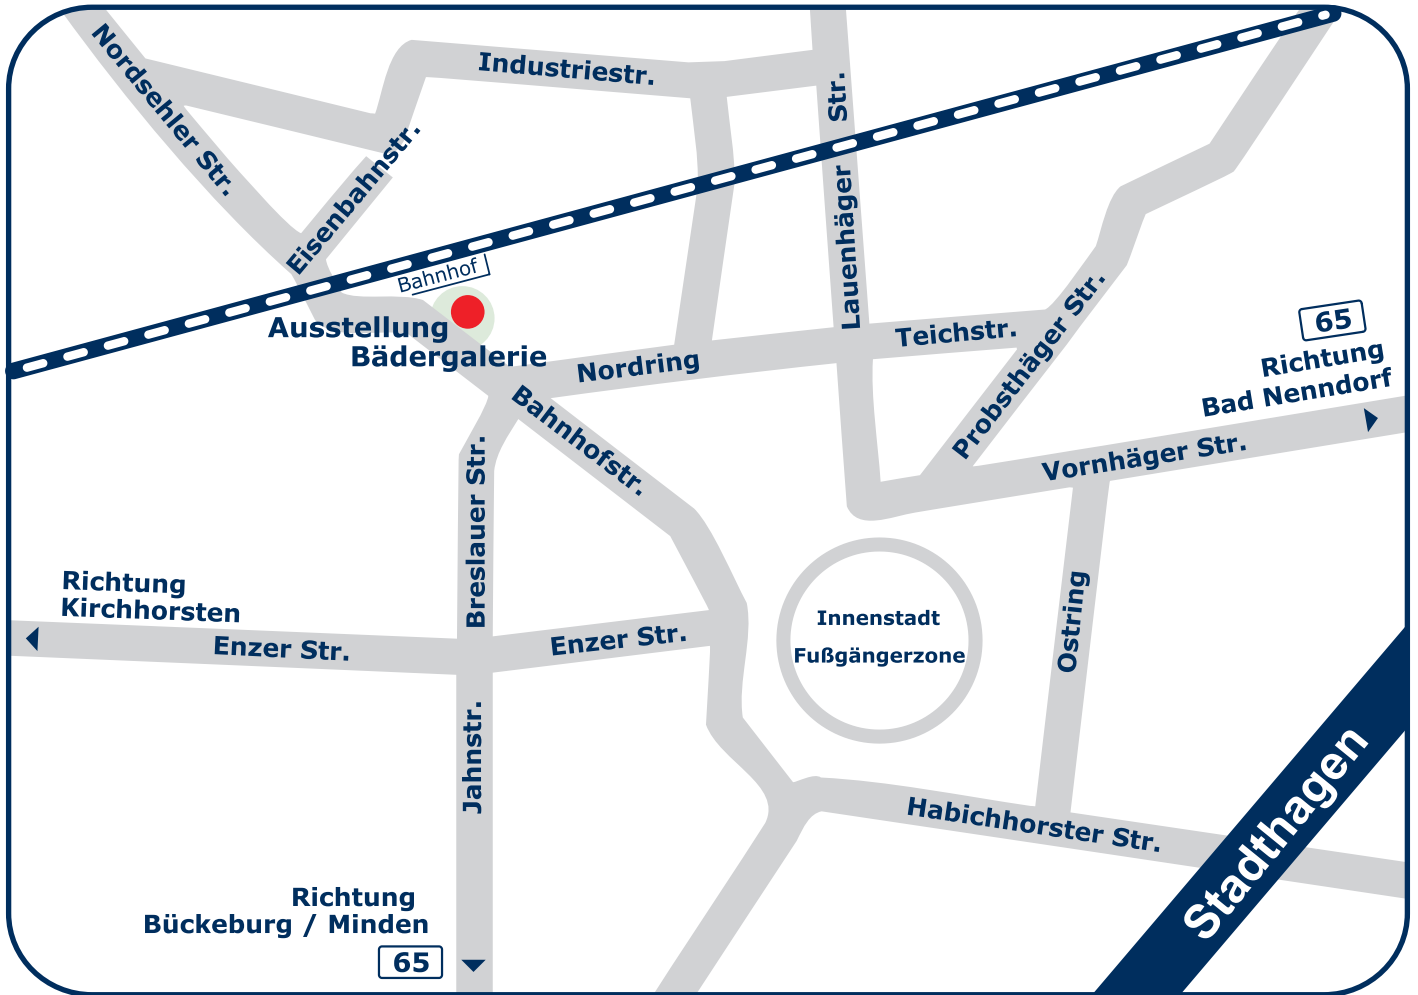 Nordsehler Str.
Industriestr.
Eisenbahnstr.
Lauenhäger Str.
Bahnhof
Ausstellung
Bädergalerie
Nordring
Teichstr.
Probsthäger Str.
65
Richtung
Bad Nenndorf
Vornhäger Str.
Bahnhofstr.
Breslauer Str.
Richtung
Kirchhorsten
Enzer Str.
Enzer Str.
Innenstadt
Fußgängerzone
Ostring
Jahnstr.
Habichhorster Str.
Stadthagen
Richtung
Bückeburg / Minden
65